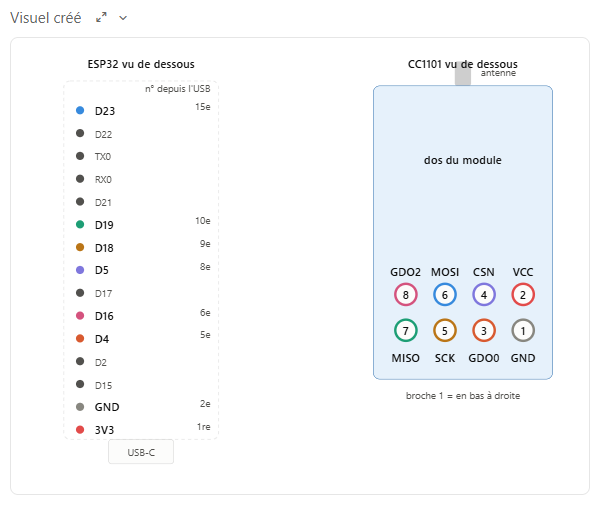 Visuel créé
ESP32 vu de dessous
n° depuis l'USB
D23 15e
D22
TX0
RX0
D21
D19 10e
D18 9e
D5 8e
D17
D16 6e
D4 5e
D2
D15
GND 2e
3V3 1re
USB-C
CC1101 vu de dessous
antenne
dos du module
GDO2 MOSI CSN VCC
8 6 4 2
7 5 3 1
MISO SCK GDO0 GND
broche 1 = en bas à droite